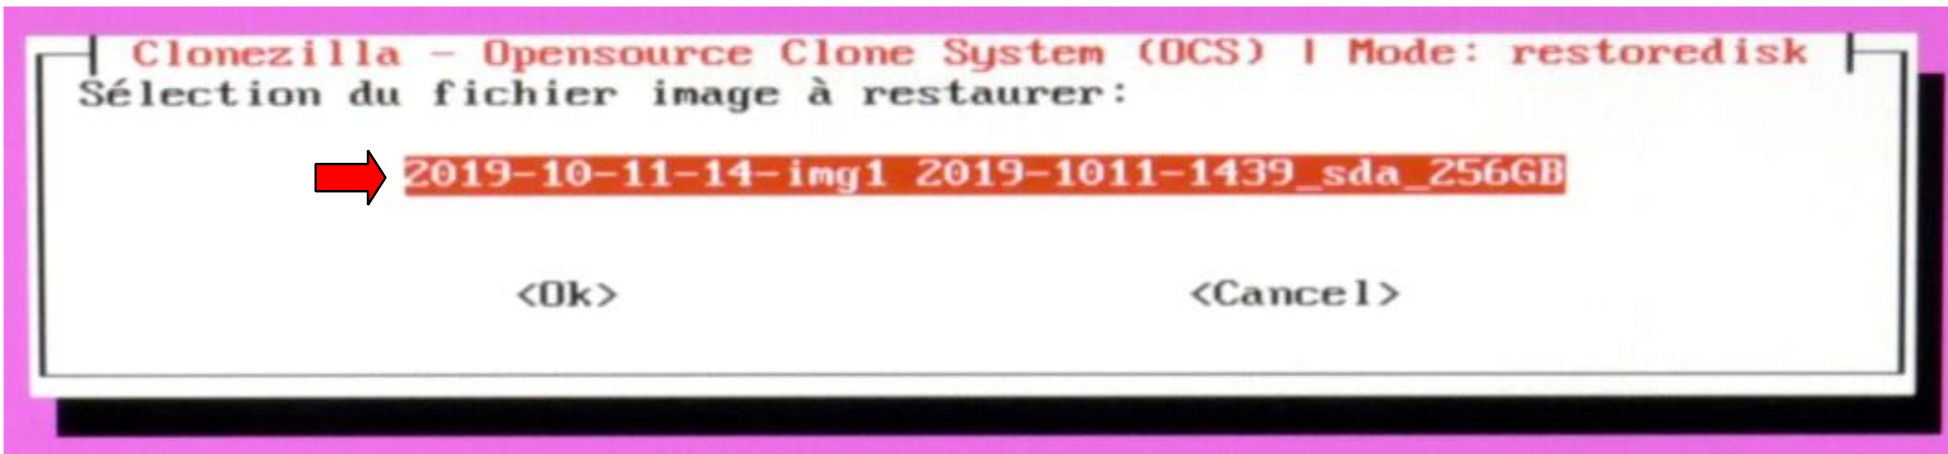 Clonezilla - Opensource Clone System (OCS) | Mode: restoredisk
Sélection du fichier image à restaurer:
2019-10-11-14-img1 2019-1011-1439_sda_256GB
<Ok> <Cancel>